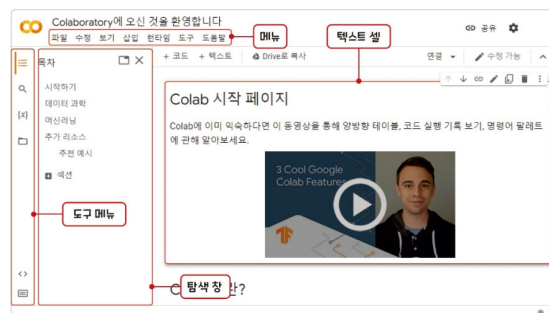 Colaboratory에 오신 것을 환영합니다
파일 수정 보기 삽입 런타임 도구 도움말
메뉴
텍스트 셀
공유
목차
+ 코드 + 텍스트 Drive로 복사
연결 수정 가능
시작하기
데이터 과학
머신러닝
추가 리소스
추천 예시
섹션
{x}
Colab 시작 페이지
Colab에 이미 익숙하다면 이 동영상을 통해 양방향 테이블, 코드 실행 기록 보기, 명령어 팔레트
에 관해 알아보세요.
3 Cool Google
Colab Features
도구 메뉴
탐색 창
C
?